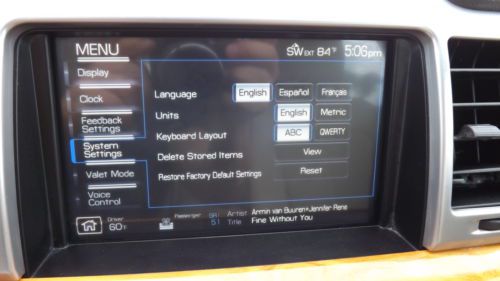 MENU
SW EXT 84°F 5:06pm
Display
Clock
Feedback Settings
System Settings
Valet Mode
Voice Control
Language English Español Français
Units English Metric
Keyboard Layout ABC QWERTY
Delete Stored Items View
Restore Factory Default Settings Reset
Driver 60°F
Passenger
SR1 51
Artist Armin van Buuren+Jennifer Rene
Title Fine Without You